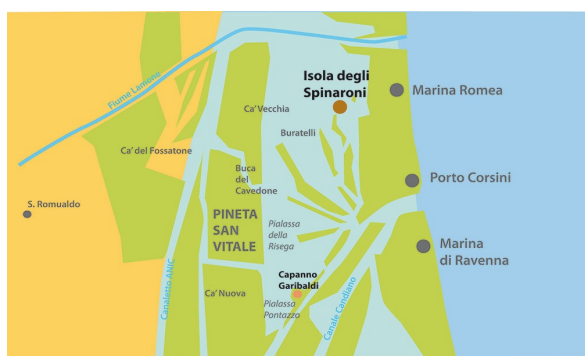 Isola degli
Spinaroni
Marina Romea
Fiume Lamone
Ca'Vecchia
Buratelli
Ca'del Fossatone
Buca
del
Cavedone
Porto Corsini
S. Romualdo
PINETA
SAN
VITALE
Pialassa
della
Risega
Marina
di Ravenna
Capanno
Garibaldi
Ca'Nuova
Pialassa
Pontazzo
Canaletto ANIC
Canale Candiano